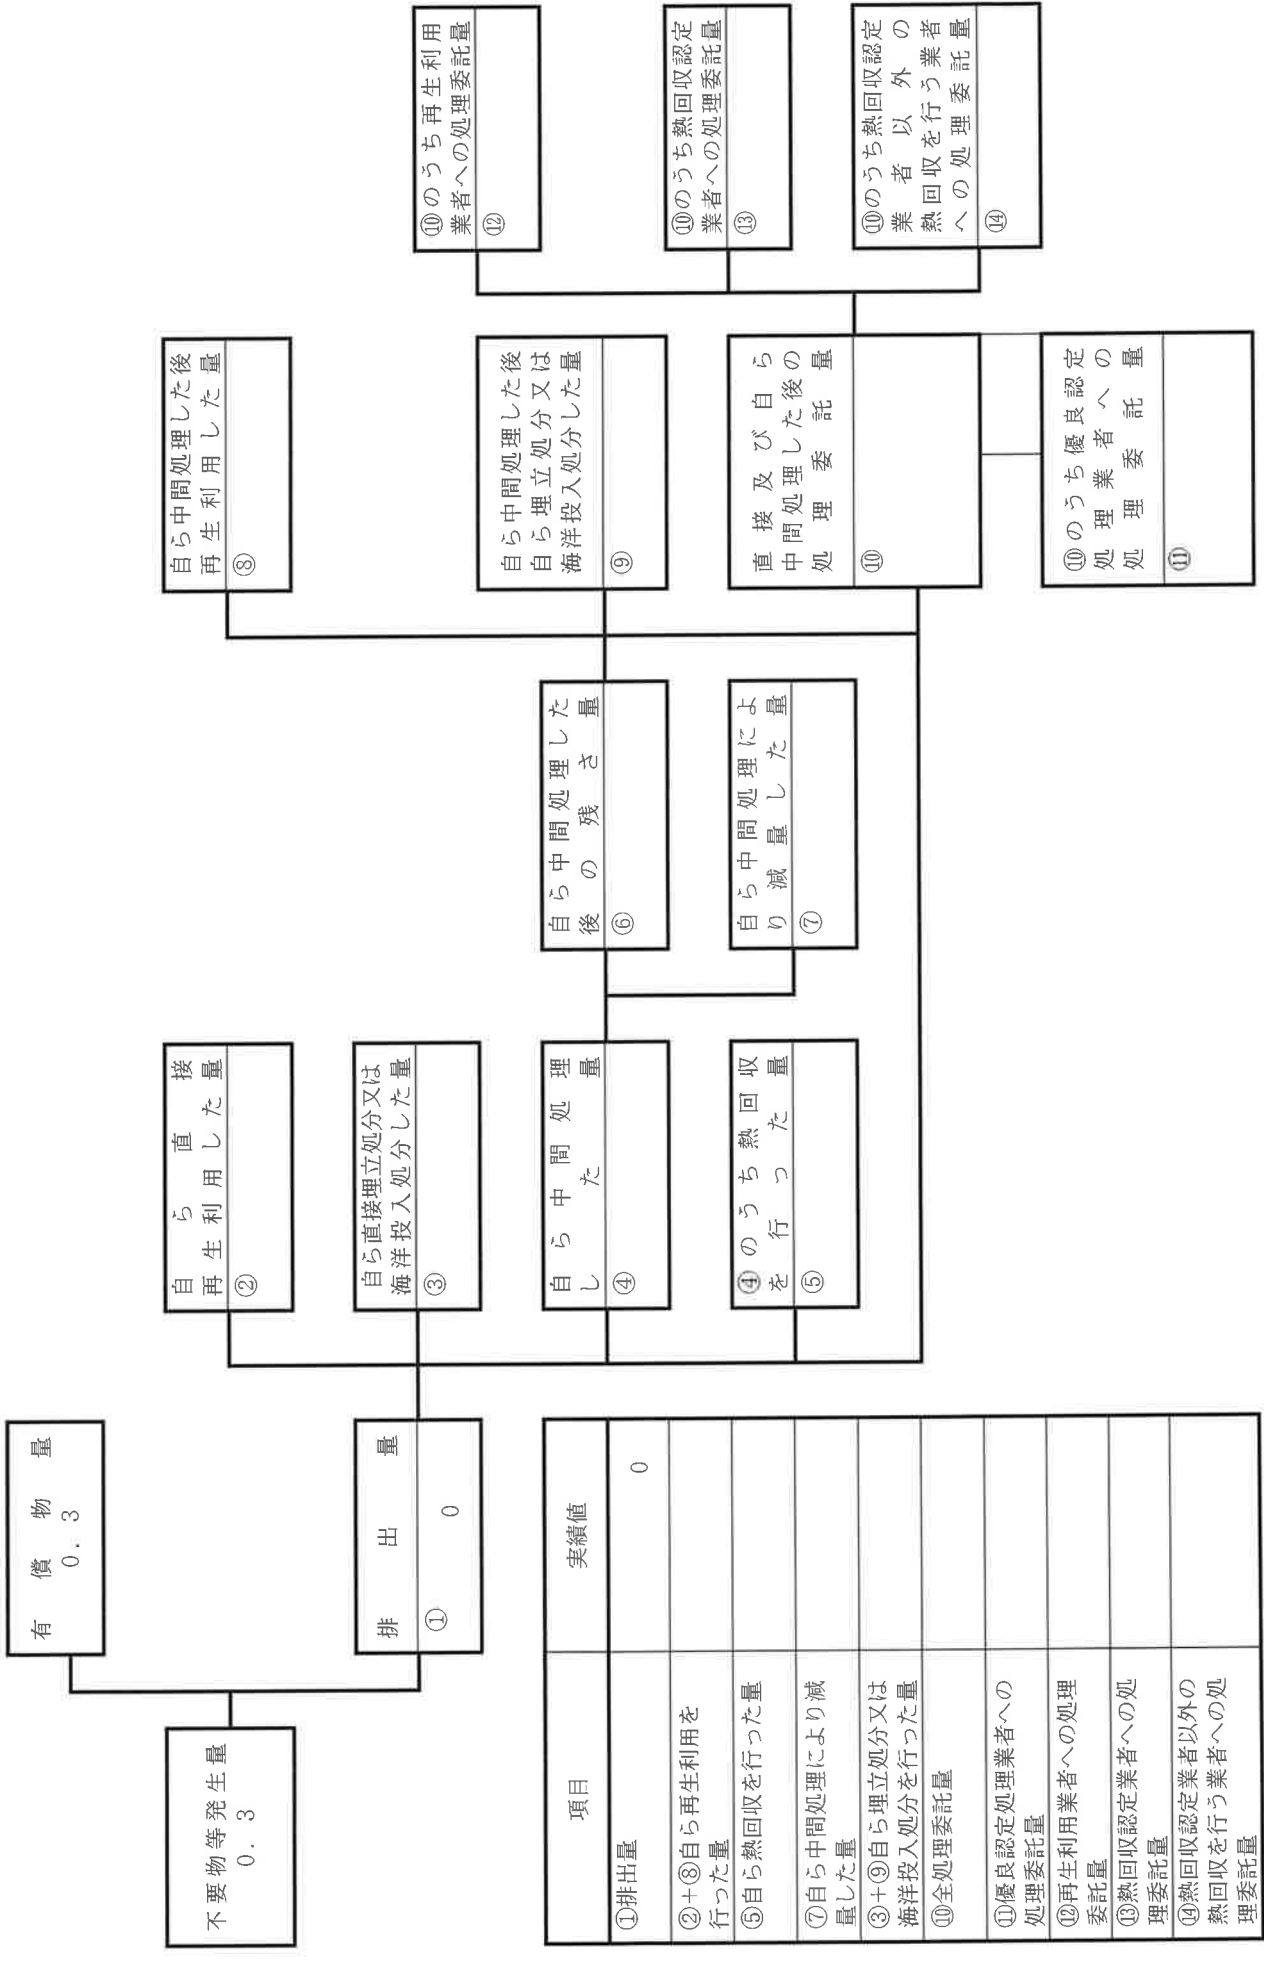 有償物量
0.3
不要物等発生量
0.3
排出量
①
0
自ら直接
再生利用した量
②
自ら直接埋立処分又は
海洋投入処分した量
③
自ら中間処理
した量
④
④のうち熱回収
を行った量
⑤
自ら中間処理した
後の残さ量
⑥
自ら中間処理によ
り減量した量
⑦
自ら中間処理した後
再生利用した量
⑧
自ら中間処理した後
自ら埋立処分又は
海洋投入処分した量
⑨
直接及び自ら
中間処理した後の
処理委託量
⑩
⑩のうち優良認定
処理業者への
処理委託量
⑪
⑩のうち再生利用
業者への処理委託量
⑫
⑩のうち熱回収認定
業者への処理委託量
⑬
⑩のうち熱回収認定
業者以外の
熱回収を行う業者
への処理委託量
⑭
項目
実績値
①排出量
0
②+⑧自ら再生利用を
行った量
⑤自ら熱回収を行った量
⑦自ら中間処理により減
量した量
③+⑨自ら埋立処分又は
海洋投入処分を行った量
⑩全処理委託量
⑪優良認定処理業者への
処理委託量
⑫再生利用業者への処理
委託量
⑬熱回収認定業者への処
理委託量
⑭熱回収認定業者以外の
熱回収を行う業者への処
理委託量